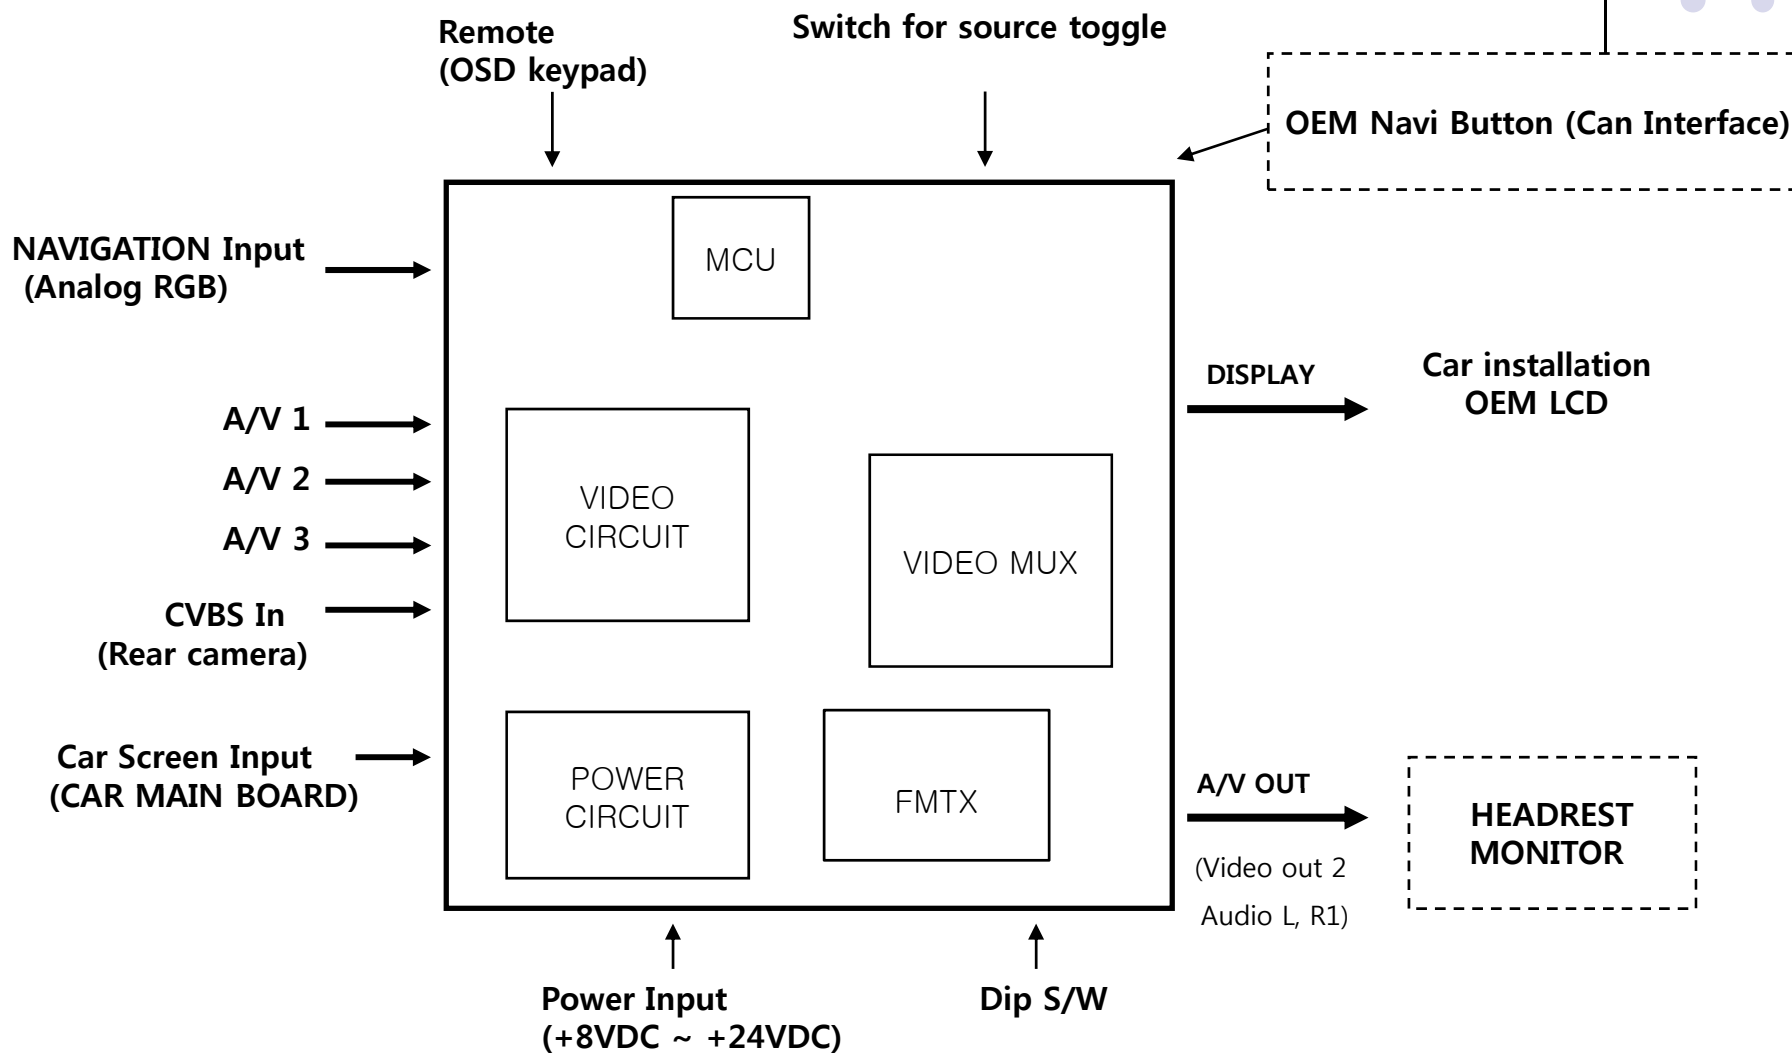 Remote
(OSD keypad)
Switch for source toggle
OEM Navi Button (Can Interface)
NAVIGATION Input
(Analog RGB)
MCU
DISPLAY
Car installation
OEM LCD
A/V 1
A/V 2
A/V 3
CVBS In
(Rear camera)
VIDEO
CIRCUIT
VIDEO MUX
Car Screen Input
(CAR MAIN BOARD)
POWER
CIRCUIT
FMTX
A/V OUT
(Video out 2
Audio L, R1)
HEADREST
MONITOR
Power Input
(+8VDC ~ +24VDC)
Dip S/W